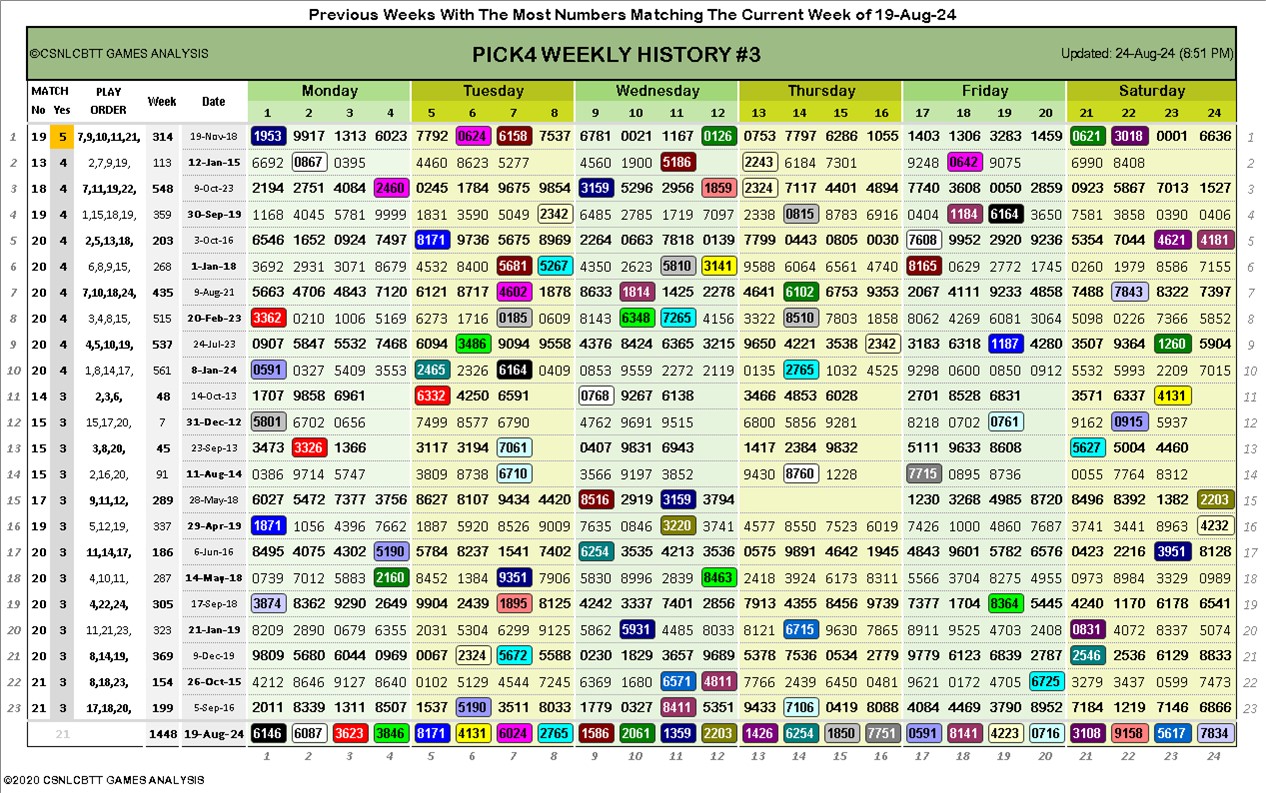 Previous Weeks With The Most Numbers Matching The Current Week of 19-Aug-24
©CSNLCBTT GAMES ANALYSIS PICK4 WEEKLY HISTORY #3 Updated: 24-Aug-24 (8:51 PM)
MATCH PLAY Week Date Monday Tuesday Wednesday Thursday Friday Saturday
No Yes ORDER 1 2 3 4 5 6 7 8 9 10 11 12 13 14 15 16 17 18 19 20 21 22 23 24
1 19 5 7,9,10,11,21, 314 19-Nov-18 1953 9917 1313 6023 7792 0624 6158 7537 6781 0021 1167 0126 0753 7797 6286 1055 1403 1306 3283 1459 0621 3018 0001 6636 1
2 13 4 2,7,9,19, 113 12-Jan-15 6692 0867 0395 4460 8623 5277 4560 1900 5186 2243 6184 7301 9248 0642 9075 6990 8408 2
3 18 4 7,11,19,22, 548 9-Oct-23 2194 2751 4084 2460 0245 1784 9675 9854 3159 5296 2956 1859 2324 7117 4401 4894 7740 3608 0050 2859 0923 5867 7013 1527 3
4 19 4 1,15,18,19, 359 30-Sep-19 1168 4045 5781 9999 1831 3590 5049 2342 6485 2785 1719 7097 2338 0815 8783 6916 0404 1184 6164 3650 7581 3858 0390 0406 4
5 20 4 2,5,13,18, 203 3-Oct-16 6546 1652 0924 7497 8171 9736 5675 8969 2264 0663 7818 0139 7799 0443 0805 0030 7608 9952 2920 9236 5354 7044 4621 4181 5
6 20 4 6,8,9,15, 268 1-Jan-18 3692 2931 3071 8679 4532 8400 5681 5267 4350 2623 5810 3141 9588 6064 6561 4740 8165 0629 2772 1745 0260 1979 8586 7155 6
7 20 4 7,10,18,24, 435 9-Aug-21 5663 4706 4843 7120 6121 8717 4602 1878 8633 1814 1425 2278 4641 6102 6753 9353 2067 4111 9233 4858 7488 7843 8322 7797 7
8 20 4 3,4,8,15, 515 20-Feb-23 3362 0210 1006 5169 6273 1716 0185 0609 8143 6348 7265 4156 3322 8510 7803 1858 8062 4269 6081 3064 5098 0226 7366 5852 8
9 20 4 4,5,10,19, 537 24-Jul-23 0907 5847 5532 7468 6094 3486 9094 9558 4376 8424 6365 3215 9650 4221 3538 2342 3183 6318 1187 4280 3507 9364 1260 5904 9
10 20 4 1,8,14,17, 561 8-Jan-24 0591 0327 5409 3553 2465 2326 6164 0409 0853 9559 2272 2119 0135 2765 1032 4525 9298 0600 0850 0912 5532 5993 2209 7015 10
11 14 3 2,3,6, 48 14-Oct-13 1707 9858 6961 6332 4250 6591 0768 9267 6138 3466 4853 6028 2701 8528 6831 3571 6337 4131 11
12 15 3 15,17,20, 7 31-Dec-12 5801 6702 0656 7499 8577 6790 4762 9691 9515 6800 5856 9281 8218 0702 0761 9162 0915 5937 12
13 15 3 3,8,20, 45 23-Sep-13 3473 3326 1366 3117 3194 7061 0407 9831 6943 1417 2384 9832 5111 9633 8608 5627 5004 4460 13
14 15 3 2,16,20, 91 11-Aug-14 0386 9714 5747 3809 8738 6710 3566 9197 3852 9430 8760 1228 7715 0895 8736 0055 7764 8312 14
15 17 3 9,11,12, 289 28-May-18 6027 5472 7377 3756 8627 8107 9434 4420 8516 2919 3159 3794 1230 3268 4985 8720 8496 8392 1382 2203 15
16 19 3 5,12,19, 337 29-Apr-19 1871 1056 4396 7662 1887 5920 8526 9009 7635 0846 3220 3741 4577 8550 7523 6019 7426 1000 4860 7687 3741 3441 8963 4232 16
17 20 3 11,14,17, 186 6-Jun-16 8495 4075 4302 5190 5784 8237 1541 7402 6254 3535 4213 3536 0575 9891 4642 1945 4843 9601 5782 6576 0423 2216 3951 8128 17
18 20 3 4,10,11, 287 14-May-18 0739 7012 5883 2160 8452 1384 9351 7906 5830 8996 2839 8463 2418 3924 6173 8311 5566 3704 8275 4955 0973 8984 3329 0989 18
19 20 3 4,22,24, 305 17-Sep-18 3874 8362 9290 2649 9904 2439 1895 8125 4242 3337 7401 2856 7913 4355 8456 9739 7377 1704 8364 5445 4240 1170 6178 6541 19
20 20 3 11,21,23, 323 21-Jan-19 8209 2890 0679 6355 2031 5304 6299 9125 5862 5931 4485 8033 8121 6715 9630 7865 8911 9525 4703 2408 0831 4072 8337 5074 20
21 20 3 8,14,19, 369 9-Dec-19 9809 5680 6044 0969 0067 2324 5672 5588 0230 1829 3657 9689 5378 7536 0534 2779 9779 6123 6839 2787 2546 2536 6129 8833 21
22 21 3 8,18,23, 154 26-Oct-15 4212 8646 9127 8640 0102 5129 4544 7245 6369 1680 6571 4811 7766 2439 6450 0481 9621 0172 4705 6725 3279 3437 0599 7473 22
23 21 3 17,18,20, 199 5-Sep-16 2011 8339 1311 8507 1537 5190 3511 8033 1779 0327 8411 5351 9433 7106 0419 8088 4084 4469 3790 8952 7184 1219 7146 6866 23
21 1448 19-Aug-24 6146 6087 3623 3846 8171 4131 6024 2765 1586 2061 1359 2203 1426 6254 1850 7751 0591 8141 4223 0716 3108 9158 5617 7834
1 2 3 4 5 6 7 8 9 10 11 12 13 14 15 16 17 18 19 20 21 22 23 24
©2020 CSNLCBTT GAMES ANALYSIS